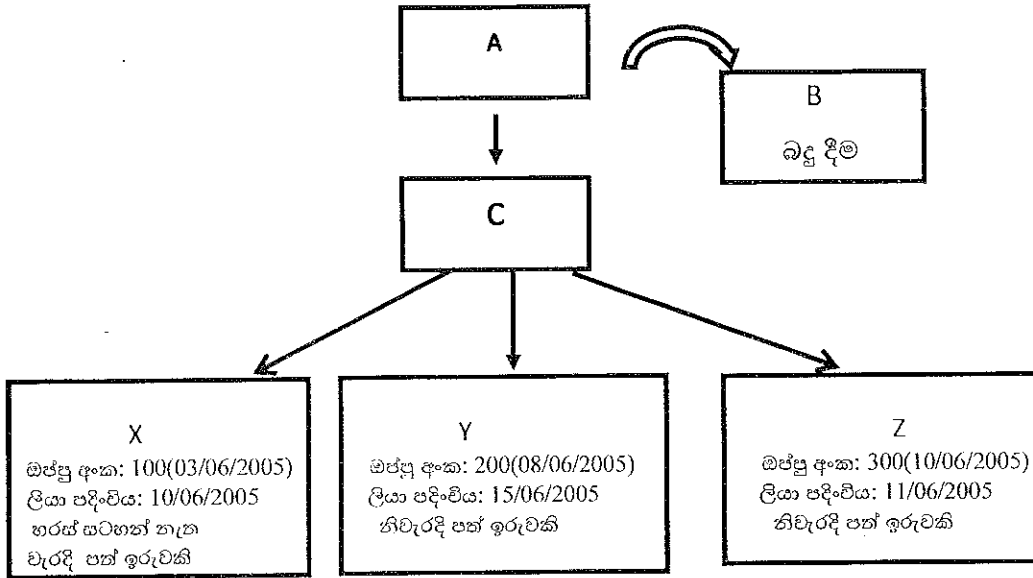 A
B
බදු දීම
C
X
ඔප්පු අංක: 100(03/06/2005)
ලියා පදිංචිය: 10/06/2005
හරස් සටහන් නැත
වැරදි පත් ඉරුවකි
Y
ඔප්පු අංක: 200(08/06/2005)
ලියා පදිංචිය: 15/06/2005
නිවැරදි පත් ඉරුවකි
Z
ඔප්පු අංක: 300(10/06/2005)
ලියා පදිංචිය: 11/06/2005
නිවැරදි පත් ඉරුවකි